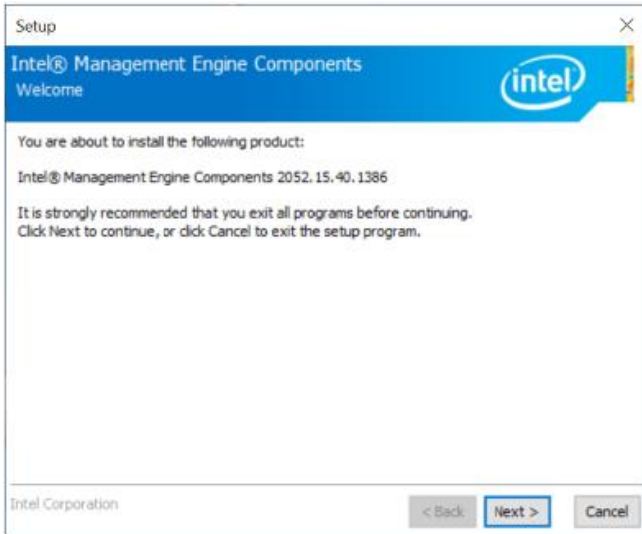 Setup
Intel® Management Engine Components
Welcome
intel
You are about to install the following product:
Intel® Management Engine Components 2052.15.40.1386
It is strongly recommended that you exit all programs before continuing.
Click Next to continue, or click Cancel to exit the setup program.
Intel Corporation
< Back Next > Cancel